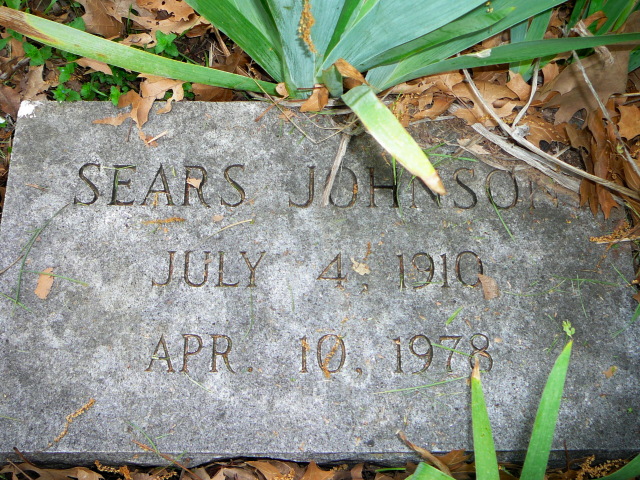 SEARS JOHNSON
JULY 4, 1910
APR. 10, 1978